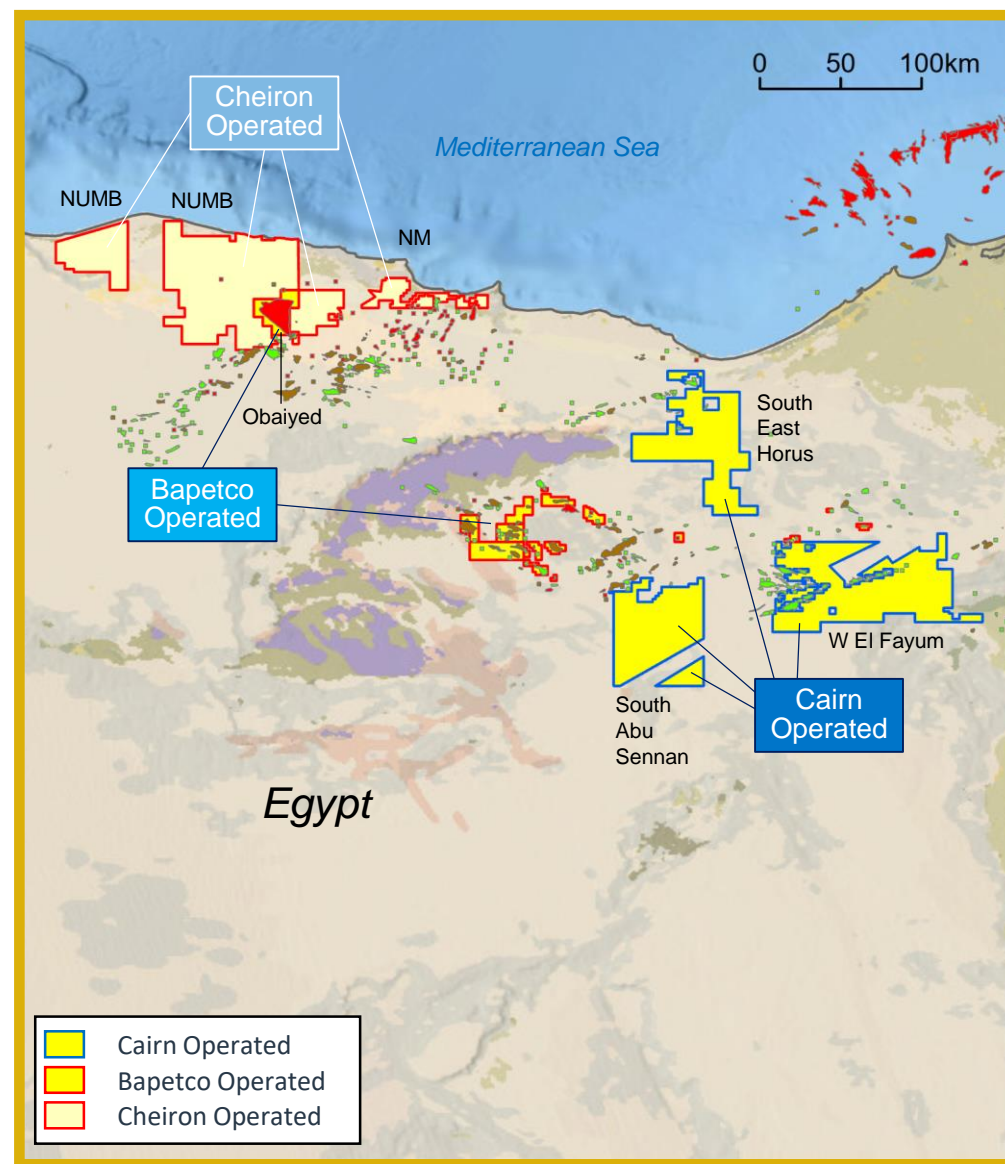 0 50 100km
Cheiron
Operated
Mediterranean Sea
NUMB
NUMB
NM
Obaiyed
South
East
Horus
Bapetco
Operated
W El Fayum
Cairn
Operated
South
Abu
Sennan
Egypt
Cairn Operated
Bapetco Operated
Cheiron Operated